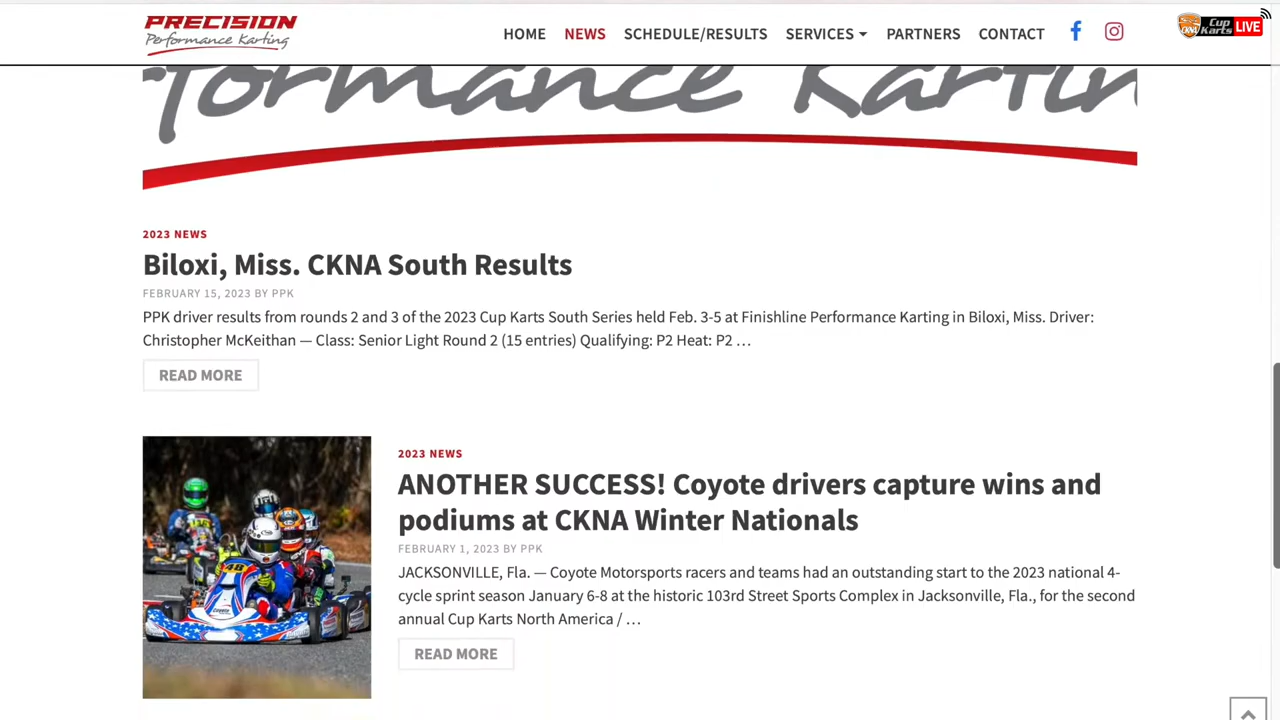 PRECISION
Performance Karting
HOME NEWS SCHEDULE/RESULTS SERVICES PARTNERS CONTACT
Cup
Karts
CKNA
LIVE
2023 NEWS
Biloxi, Miss. CKNA South Results
FEBRUARY 15, 2023 BY PPK
PPK driver results from rounds 2 and 3 of the 2023 Cup Karts South Series held Feb. 3-5 at Finishline Performance Karting in Biloxi, Miss. Driver:
Christopher McKeithan — Class: Senior Light Round 2 (15 entries) Qualifying: P2 Heat: P2 …
READ MORE
2023 NEWS
ANOTHER SUCCESS! Coyote drivers capture wins and
podiums at CKNA Winter Nationals
FEBRUARY 1, 2023 BY PPK
JACKSONVILLE, Fla. — Coyote Motorsports racers and teams had an outstanding start to the 2023 national 4-
cycle sprint season January 6-8 at the historic 103rd Street Sports Complex in Jacksonville, Fla., for the second
annual Cup Karts North America / …
READ MORE